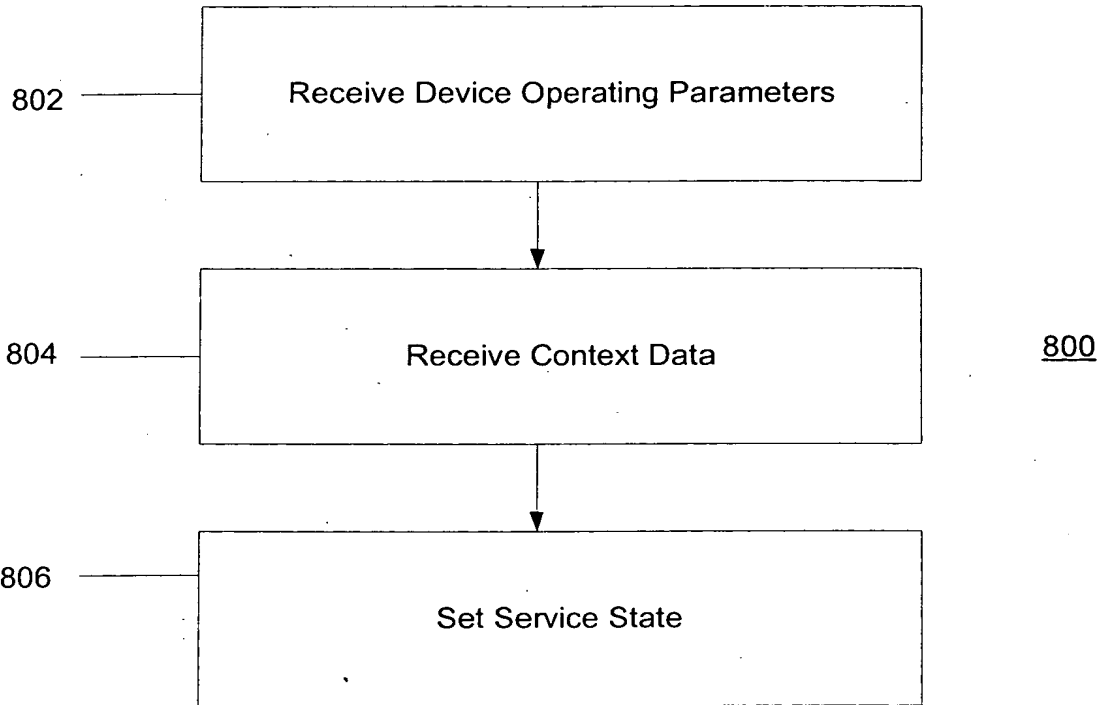 802
Receive Device Operating Parameters
804
Receive Context Data
800
806
Set Service State